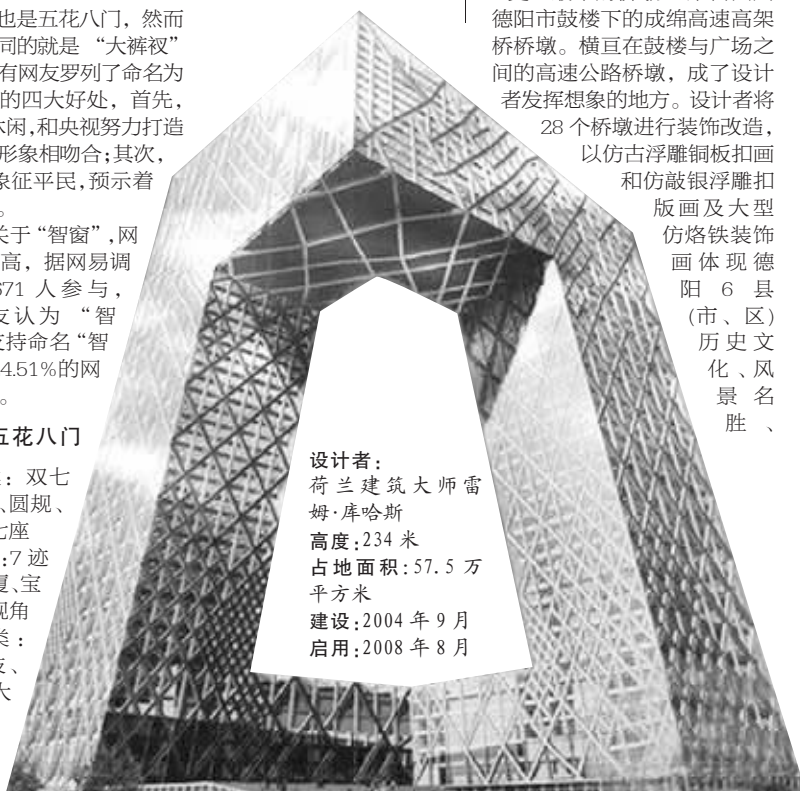 也是五花八门，然而
同的就是 “大裤衩”
有网友罗列了命名为
的四大好处，首先，
休闲，和央视努力打造
形象相吻合；其次，
象征平民，预示着
。
关于“智窗”，网
高，据网易调
671 人参与，
友认为 “智
支持命名“智
4.51%的网
。
五花八门
：双七
、圆规、
七座
：7 迹
厦、宝
视角
类：
、
大
设计者：
荷兰建筑大师雷
姆·库哈斯
高度：234 米
占地面积：57.5 万
平方米
建设：2004 年 9 月
启用：2008 年 8 月
德阳市鼓楼下的成绵高速高架
桥桥墩。横亘在鼓楼与广场之
间的高速公路桥墩，成了设计
者发挥想象的地方。设计者将
28 个桥墩进行装饰改造，
以仿古浮雕铜板扣画
和仿敲银浮雕扣
版画及大型
仿烙铁装饰
画体现德
阳 6 县
(市、区)
历史文
化、风
景名
胜、